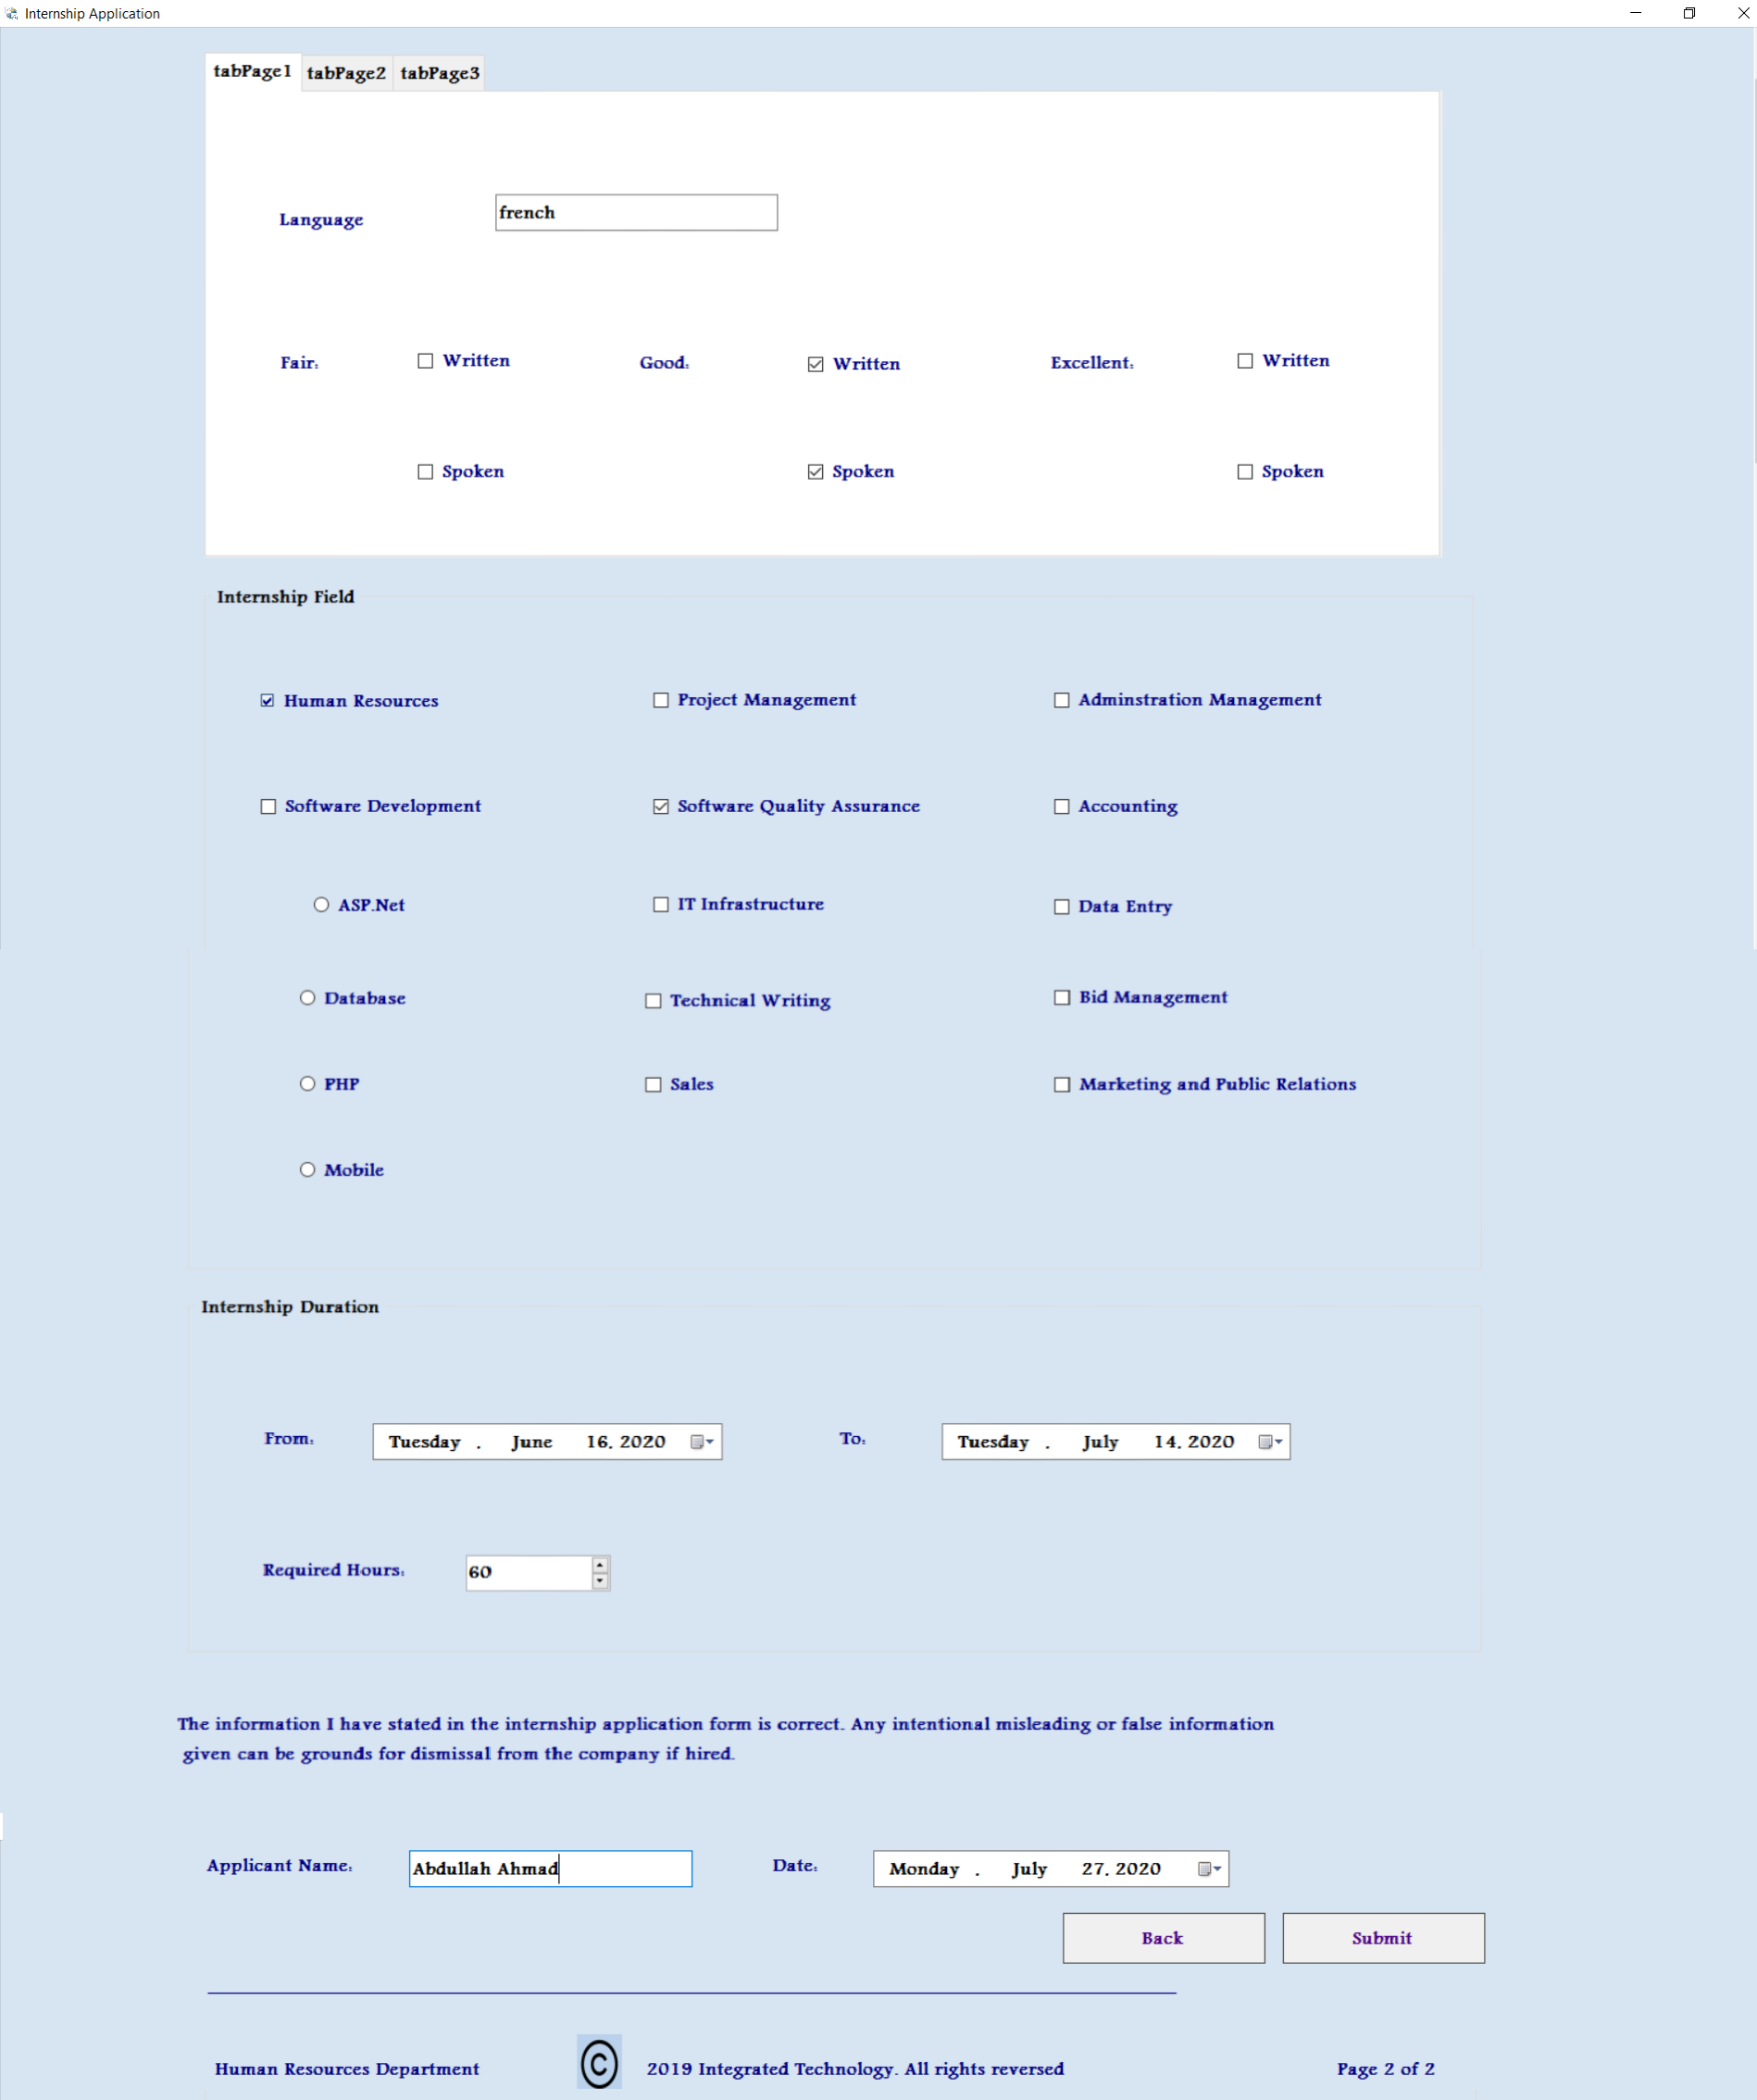 Internship Application
tabPage1 tabPage2 tabPage3
Language french
Fair: Written Good: Written Excellent: Written
Spoken Spoken Spoken
Internship Field
Human Resources Project Management Adminstration Management
Software Development Software Quality Assurance Accounting
ASP.Net IT Infrastructure Data Entry
Database Technical Writing Bid Management
PHP Sales Marketing and Public Relations
Mobile
Internship Duration
From: Tuesday , June 16, 2020 To: Tuesday , July 14, 2020
Required Hours: 60
The information I have stated in the internship application form is correct. Any intentional misleading or false information
given can be grounds for dismissal from the company if hired.
Applicant Name: Abdullah Ahmad Date: Monday , July 27, 2020
Back Submit
Human Resources Department © 2019 Integrated Technology. All rights reversed Page 2 of 2